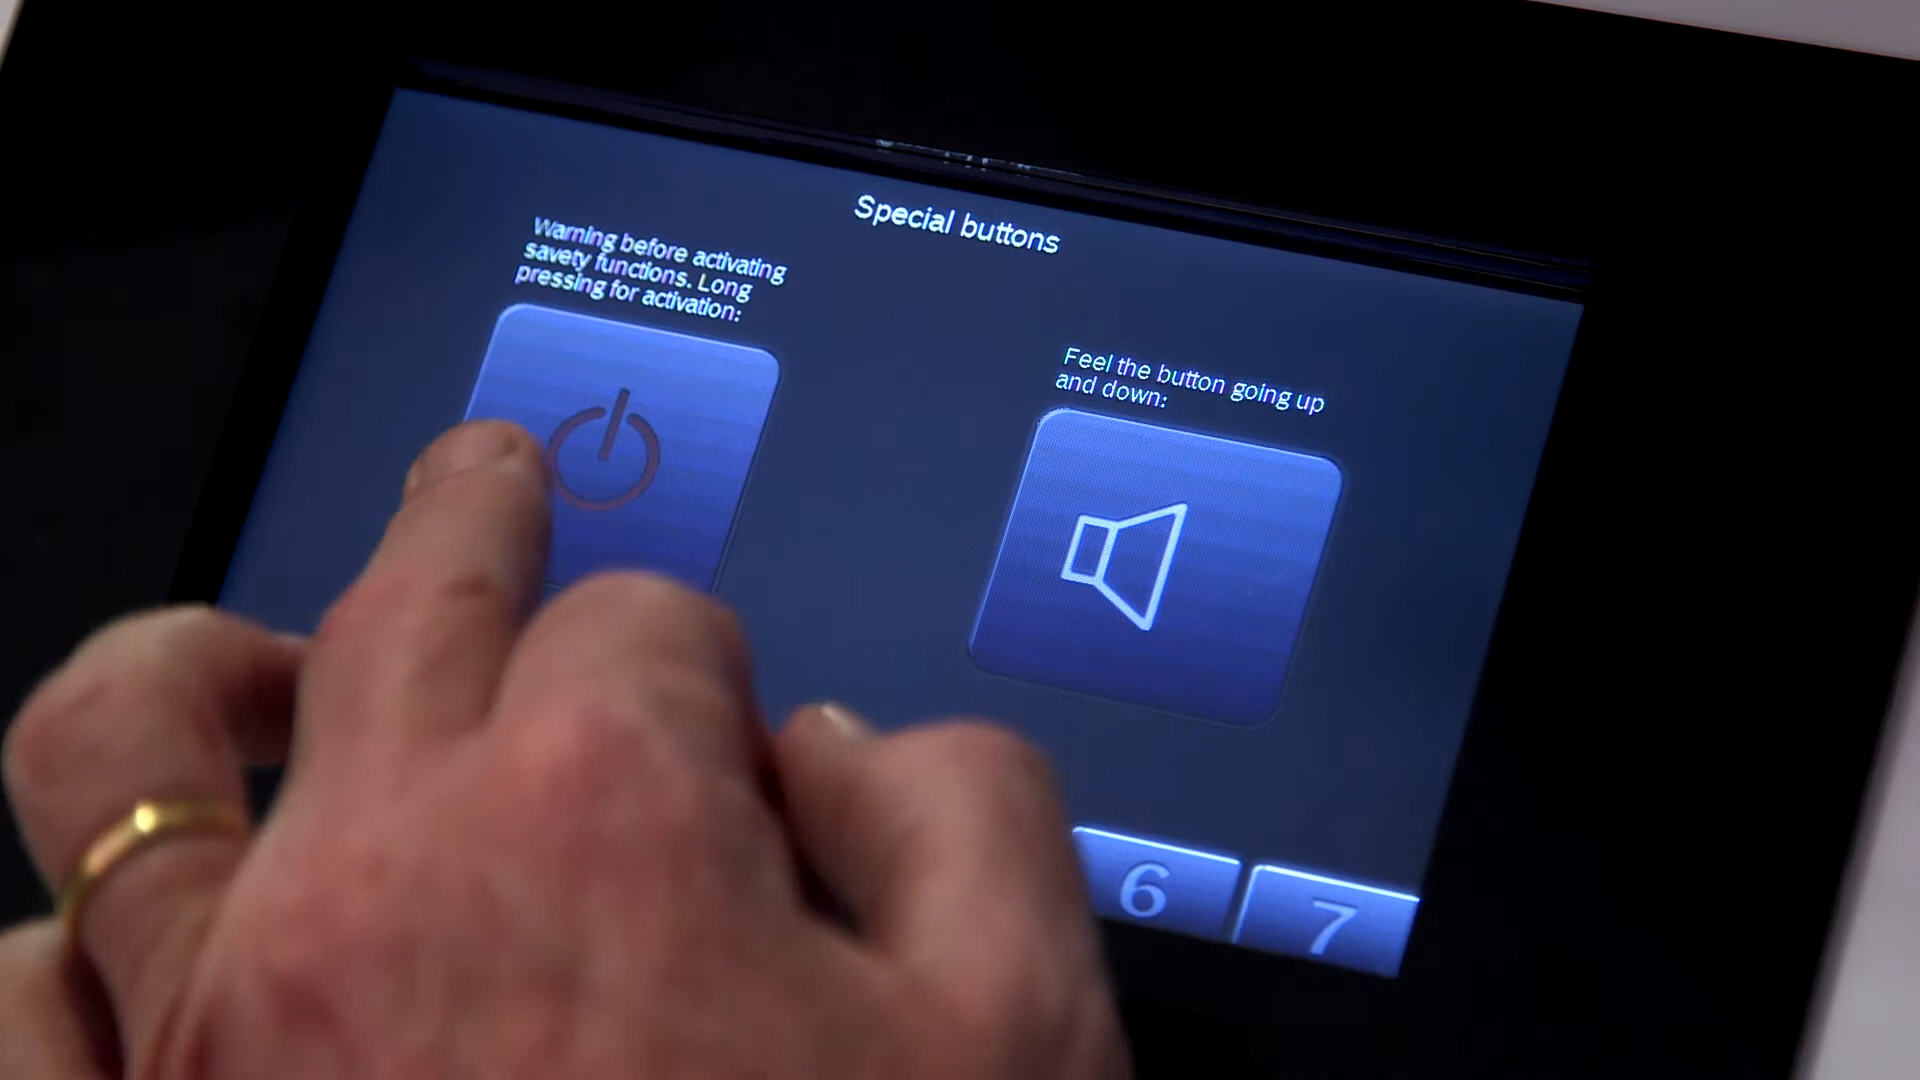 Special buttons
Warning before activating
savety functions. Long
pressing for activation:
Feel the button going up
and down:
6
7